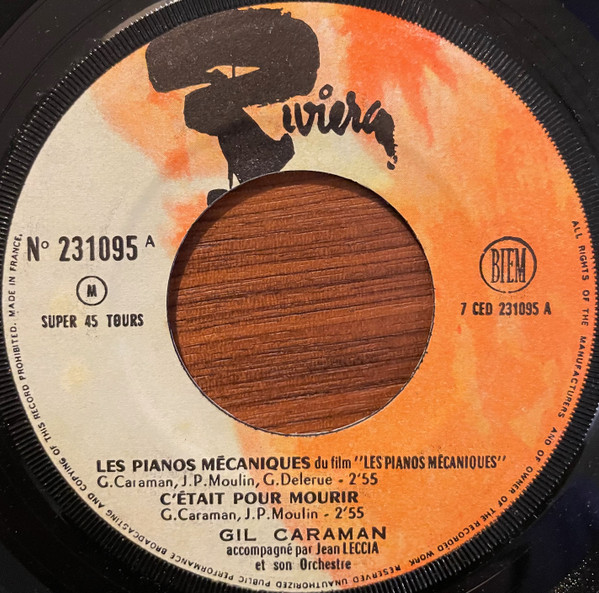 Riviera
Nº 231095 A
M
SUPER 45 TOURS
BIEM
7 CED 231095 A
LES PIANOS MÉCANIQUES du film "LES PIANOS MÉCANIQUES"
G.Caraman, J.P.Moulin, G.Delerue - 2'55
C'ÉTAIT POUR MOURIR
G.Caraman, J.P.Moulin - 2'55
GIL CARAMAN
accompagné par Jean LECCIA
et son Orchestre
ALL RIGHTS OF THE MANUFACTURERS AND OF OWNER OF THE RECORDED WORK RESERVED UNAUTHORIZED PUBLIC PERFORMANCE BROADCASTING AND COPYING OF THIS RECORD PROHIBITED. MADE IN FRANCE.